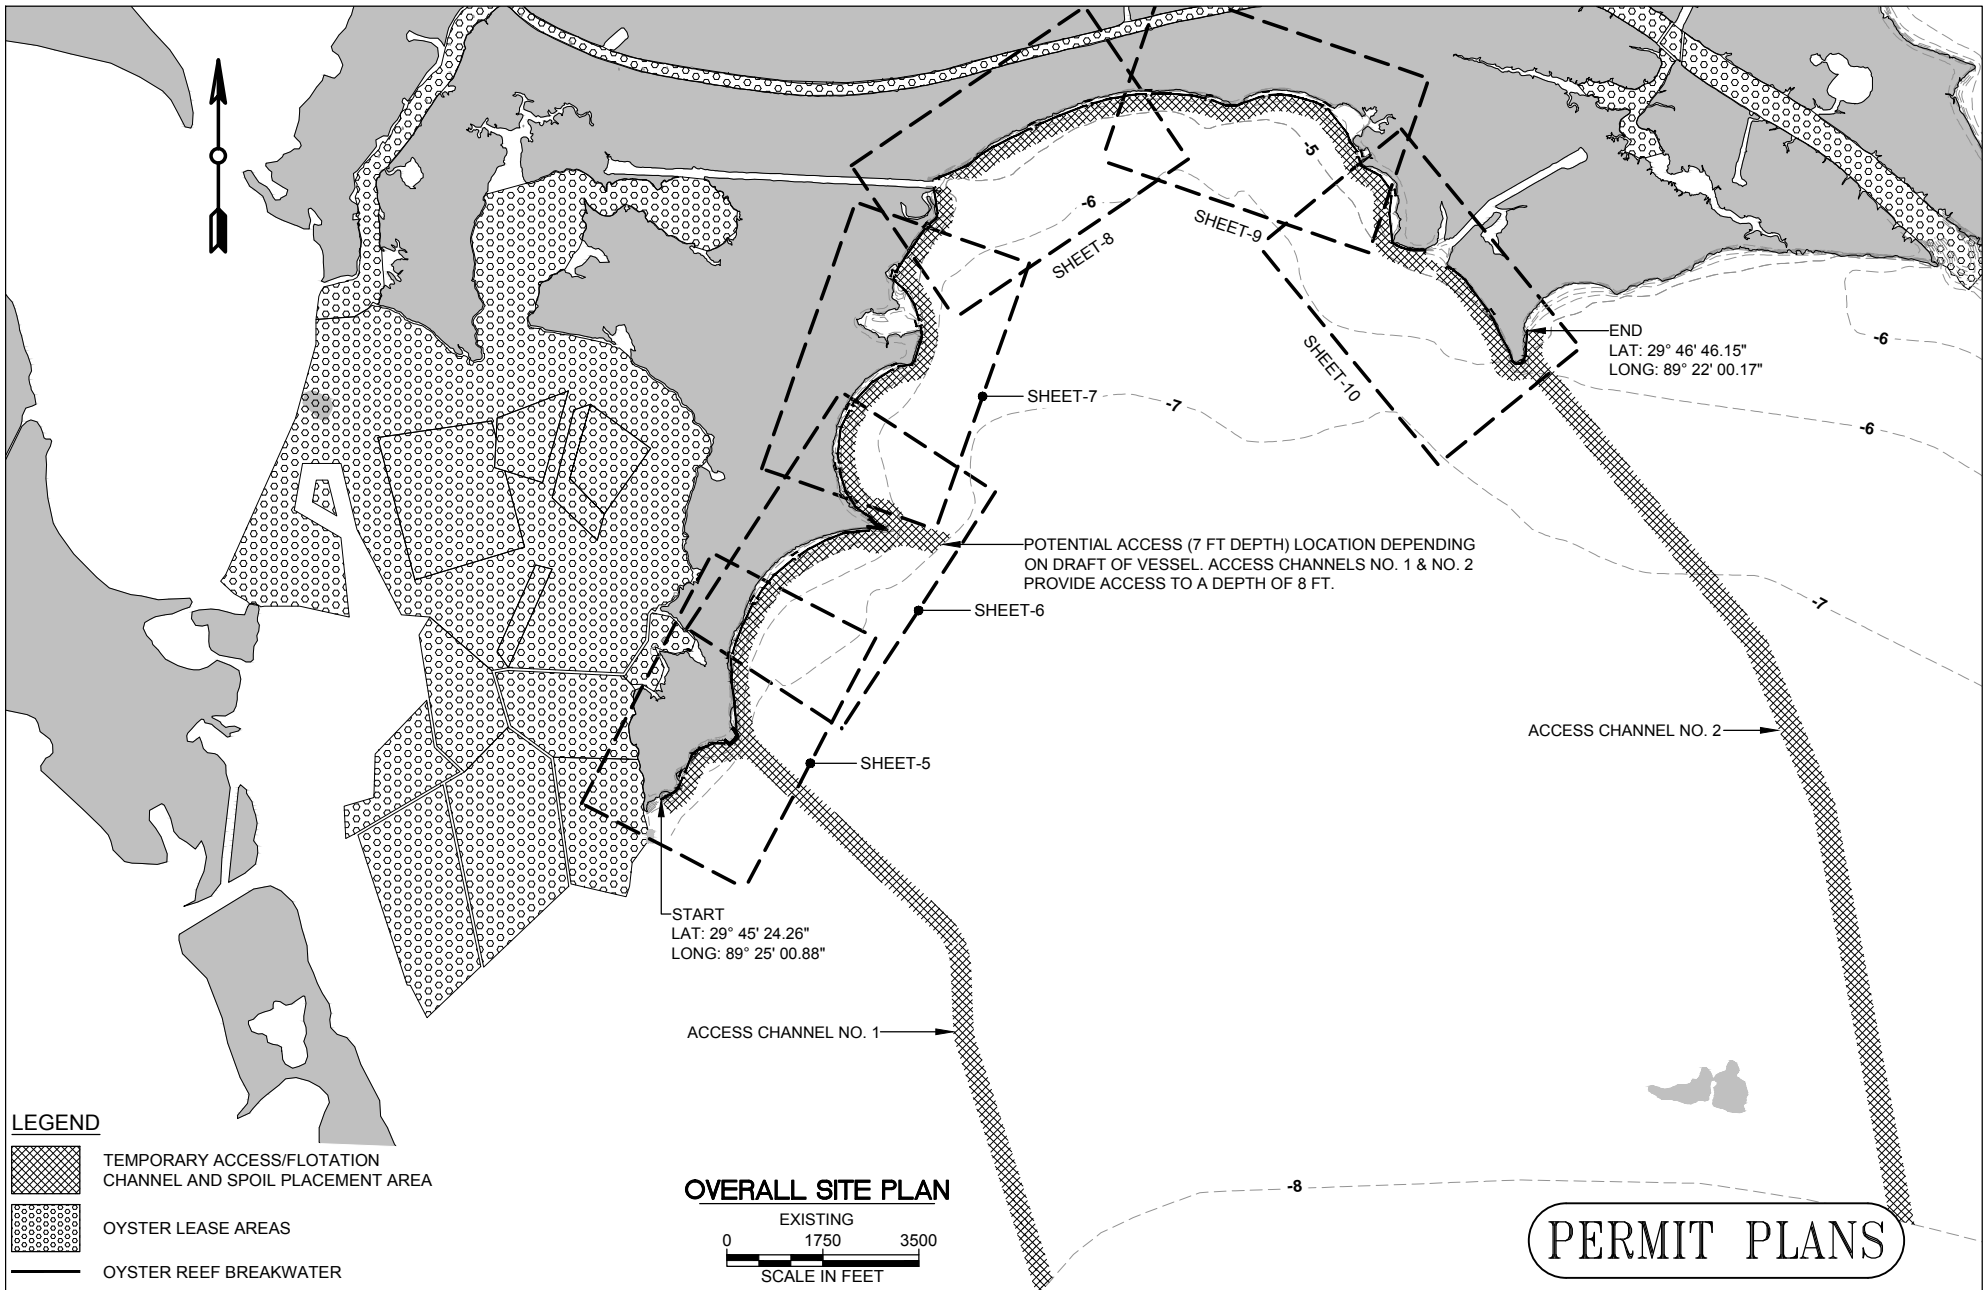 -5
-6
SHEET-8
SHEET-9
SHEET-10
END
LAT: 29° 46' 46.15"
LONG: 89° 22' 00.17"
-6
-6
SHEET-7
-7
POTENTIAL ACCESS (7 FT DEPTH) LOCATION DEPENDING
ON DRAFT OF VESSEL. ACCESS CHANNELS NO. 1 & NO. 2
PROVIDE ACCESS TO A DEPTH OF 8 FT.
SHEET-6
-7
ACCESS CHANNEL NO. 2
SHEET-5
START
LAT: 29° 45' 24.26"
LONG: 89° 25' 00.88"
ACCESS CHANNEL NO. 1
LEGEND
TEMPORARY ACCESS/FLOTATION
CHANNEL AND SPOIL PLACEMENT AREA
OYSTER LEASE AREAS
OYSTER REEF BREAKWATER
OVERALL SITE PLAN
EXISTING
0 1750 3500
SCALE IN FEET
-8
PERMIT PLANS